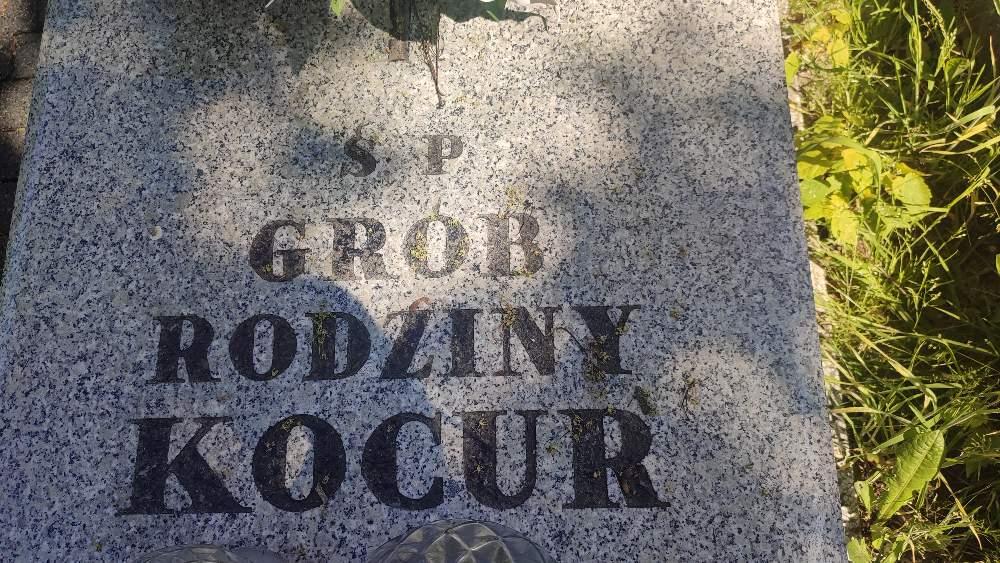 Ś P
GRÓB
RODZINY
KOCUR